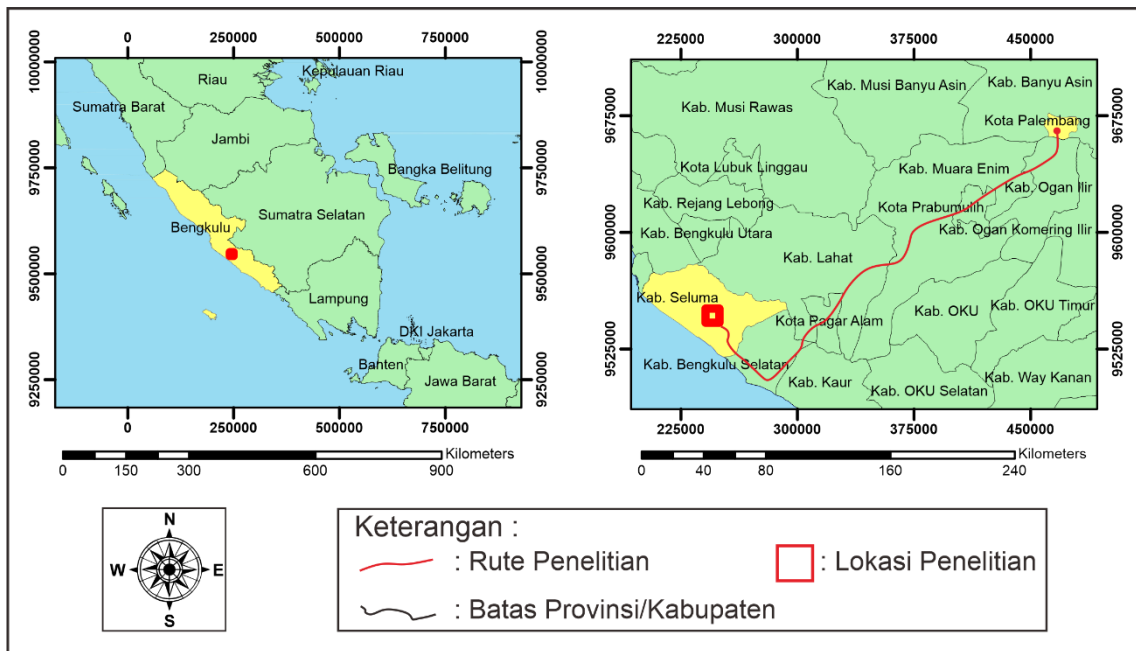 0 250000 500000 750000
10000000 9750000 9500000 9250000
Riau
Kepulauan Riau
Sumatra Barat
Jambi
Bangka Belitung
Sumatra Selatan
Bengkulu
Lampung
DKI Jakarta
Banten
Jawa Barat
9250000
0 250000 500000 750000
0 150 300 600 900
Kilometers
225000 300000 375000 450000
9675000 9600000 9525000
Kab. Musi Banyu Asin
Kab. Banyu Asin
Kab. Musi Rawas
Kota Palembang
Kota Lubuk Linggau
Kab. Muara Enim
Kab. Ogan Ilir
Kab. Rejang Lebong
Kota Prabumulih
Kab. Bengkulu Utara
Kab. Ogan Komering Ilir
Kab. Lahat
Kab. Seluma
Kota Pagar Alam
Kab. OKU
Kab. OKU Timur
Kab. Bengkulu Selatan
Kab. Kaur
Kab. OKU Selatan
Kab. Way Kanan
9675000 9600000 9525000
225000 300000 375000 450000
0 20 40 80 160 240
Kilometers
N
W E
S
Keterangan :
: Rute Penelitian
: Lokasi Penelitian
: Batas Provinsi/Kabupaten